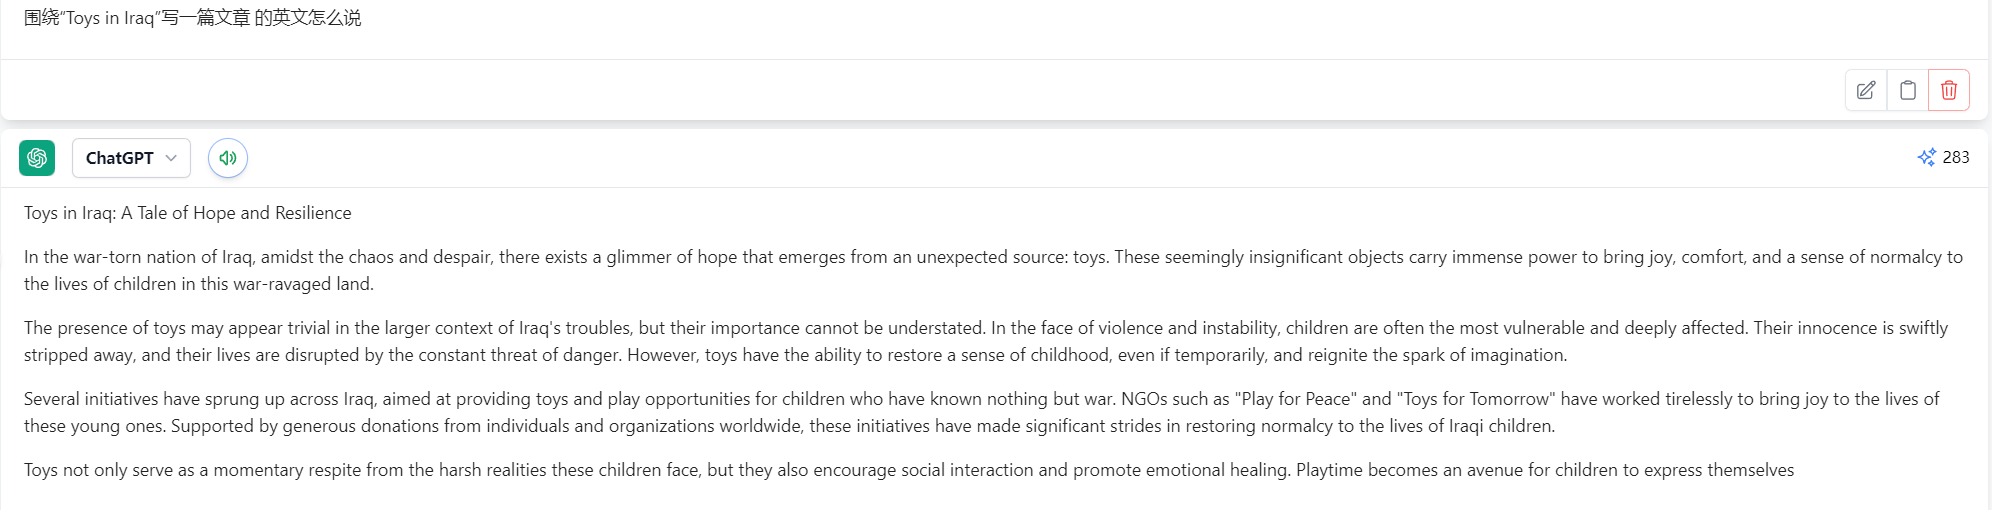 围绕“Toys in Iraq”写一篇文章 的英文怎么说
ChatGPT
283
Toys in Iraq: A Tale of Hope and Resilience
In the war-torn nation of Iraq, amidst the chaos and despair, there exists a glimmer of hope that emerges from an unexpected source: toys. These seemingly insignificant objects carry immense power to bring joy, comfort, and a sense of normalcy to
the lives of children in this war-ravaged land.
The presence of toys may appear trivial in the larger context of Iraq's troubles, but their importance cannot be understated. In the face of violence and instability, children are often the most vulnerable and deeply affected. Their innocence is swiftly
stripped away, and their lives are disrupted by the constant threat of danger. However, toys have the ability to restore a sense of childhood, even if temporarily, and reignite the spark of imagination.
Several initiatives have sprung up across Iraq, aimed at providing toys and play opportunities for children who have known nothing but war. NGOs such as "Play for Peace" and "Toys for Tomorrow" have worked tirelessly to bring joy to the lives of
these young ones. Supported by generous donations from individuals and organizations worldwide, these initiatives have made significant strides in restoring normalcy to the lives of Iraqi children.
Toys not only serve as a momentary respite from the harsh realities these children face, but they also encourage social interaction and promote emotional healing. Playtime becomes an avenue for children to express themselves